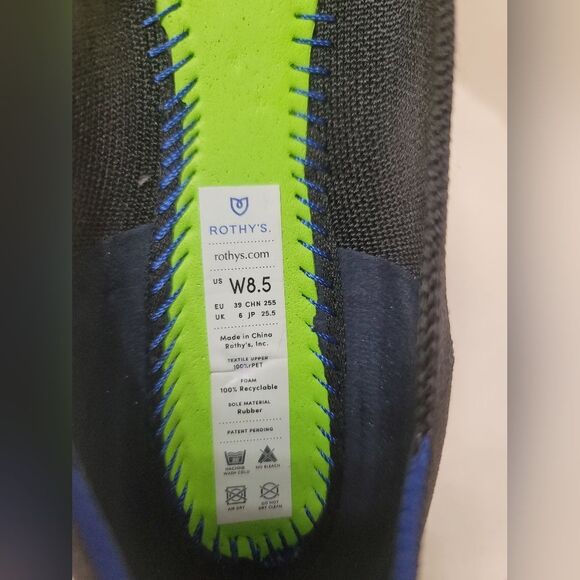 ROTHY'S.
rothys.com
US W8.5
EU 39 CHN 255
UK 6 JP 25.5
Made in China
Rothy's, Inc.
TEXTILE UPPER
100%rPET
FOAM
100% Recyclable
SOLE MATERIAL
Rubber
PATENT PENDING
MACHINE WASH COLD
NO BLEACH
AIR DRY
DO NOT DRY CLEAN